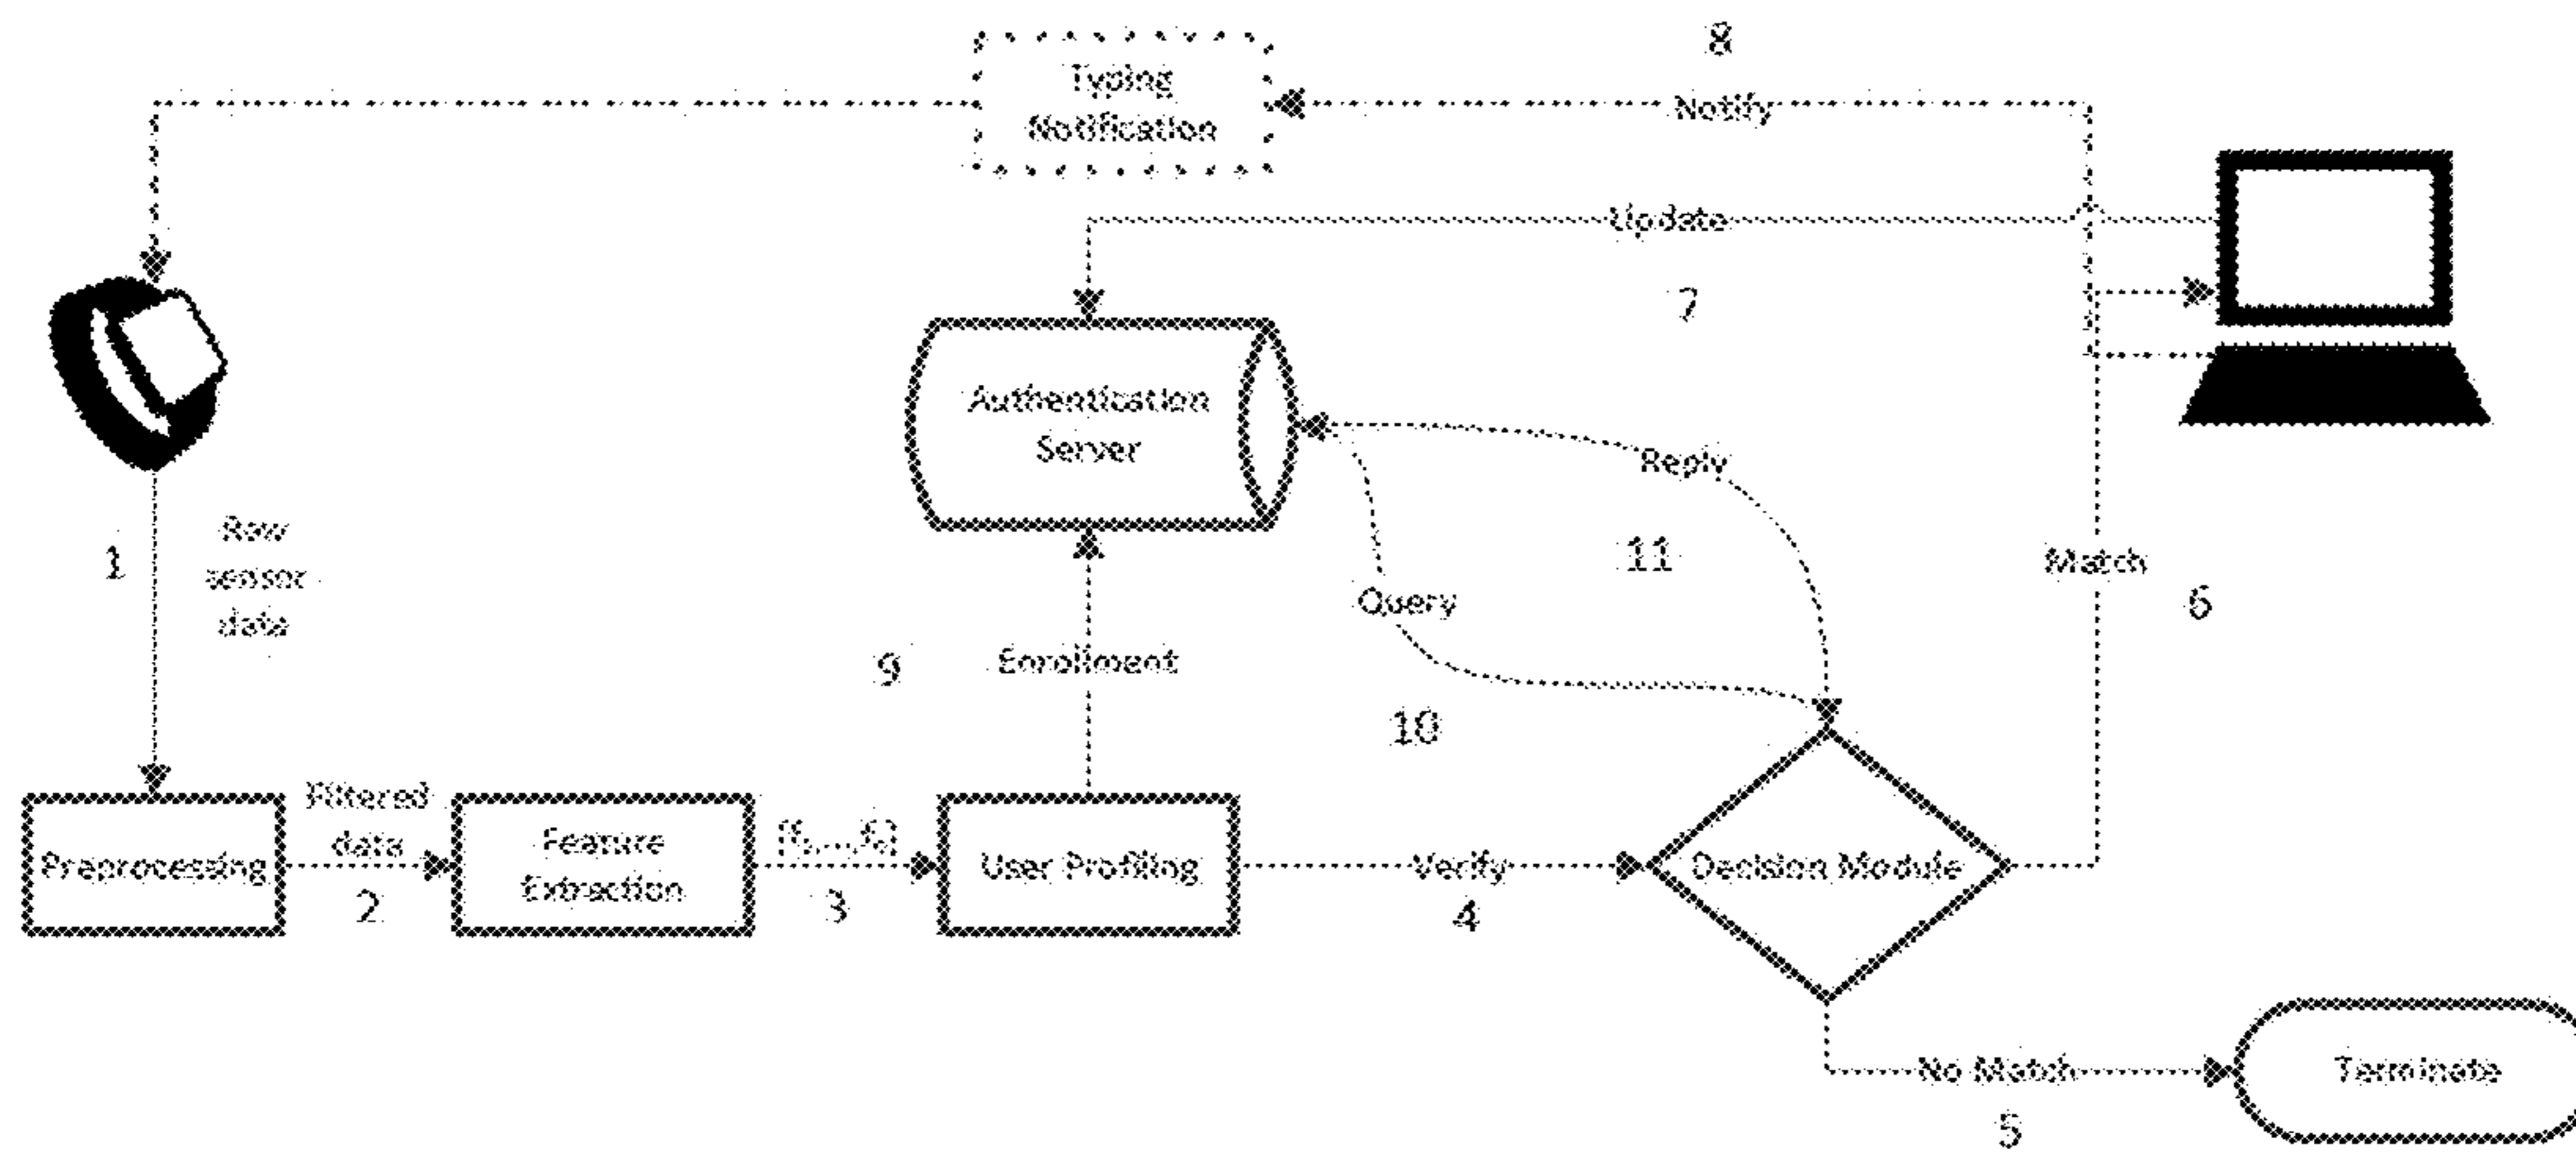 8
Typing
Notification
Notify
Update
7
Authentication
Server
Reply
11
Match
6
Query
1
Raw
sensor
data
9
Enrollment
10
Preprocessing
Filtered
data
2
Feature
Extraction
3
User Profiling
Verify
4
Decision Module
No Match
5
Terminate